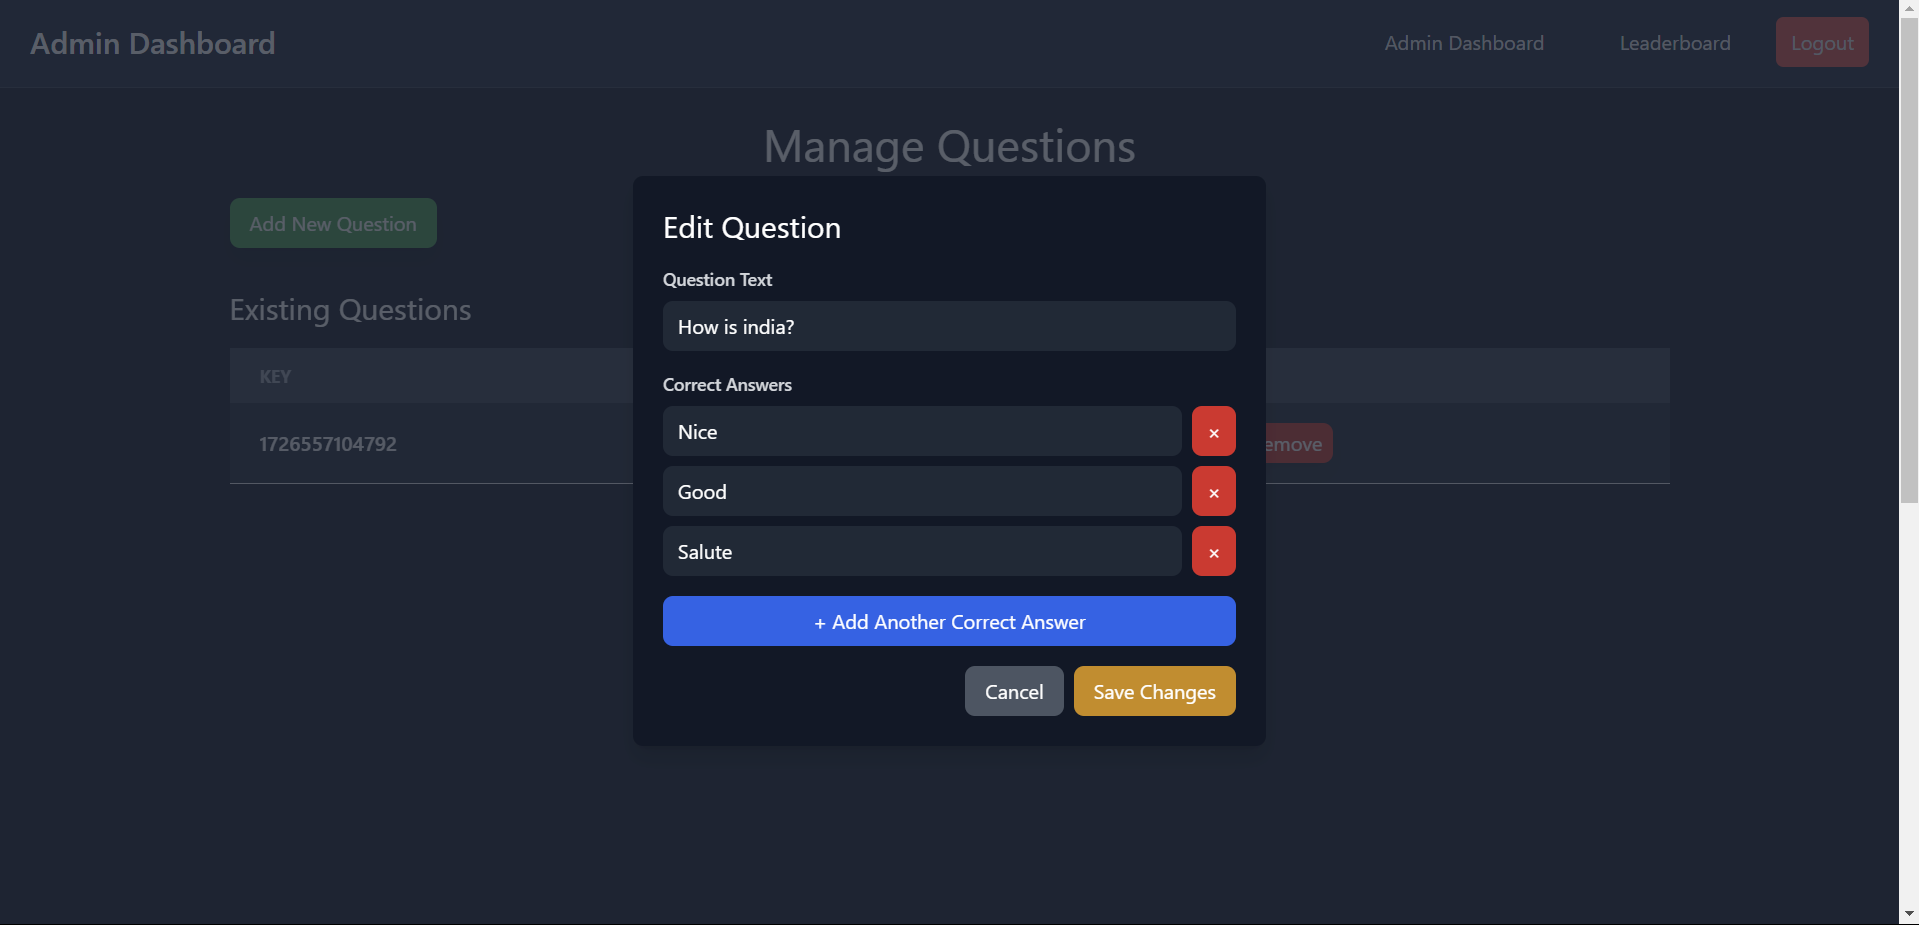 Admin Dashboard
Admin Dashboard
Leaderboard
Logout
Manage Questions
Add New Question
Existing Questions
KEY
1726557104792
emove
Edit Question
Question Text
How is india?
Correct Answers
Nice
×
Good
×
Salute
×
+ Add Another Correct Answer
Cancel
Save Changes